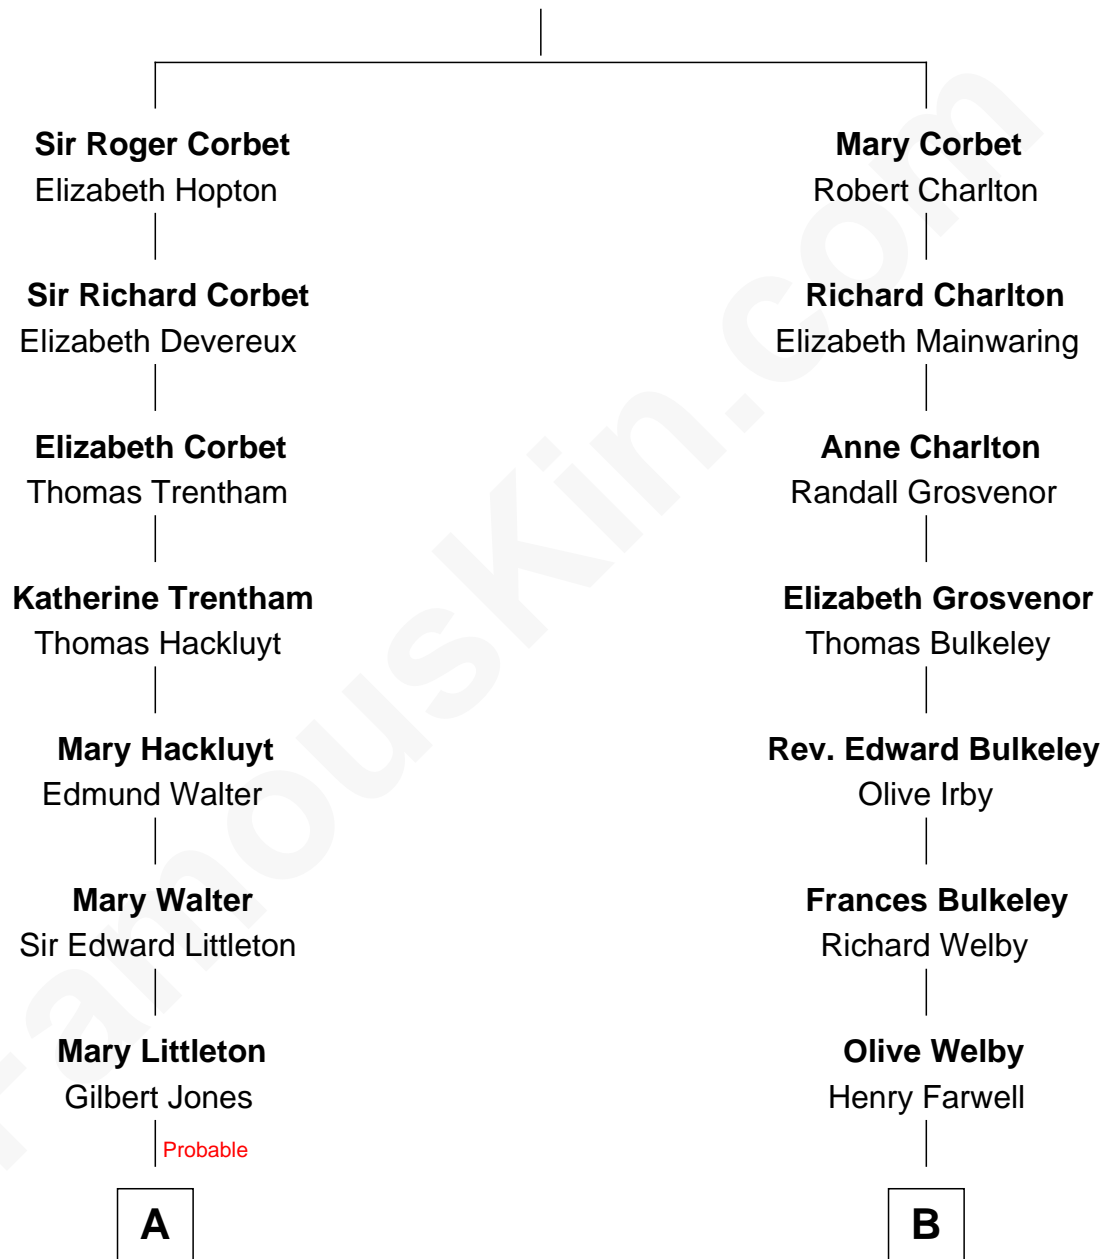 Sir Roger Corbet
Elizabeth Hopton
Sir Richard Corbet
Elizabeth Devereux
Elizabeth Corbet
Thomas Trentham
Katherine Trentham
Thomas Hackluyt
Mary Hackluyt
Edmund Walter
Mary Walter
Sir Edward Littleton
Mary Littleton
Gilbert Jones
Probable
A
Mary Corbet
Robert Charlton
Richard Charlton
Elizabeth Mainwaring
Anne Charlton
Randall Grosvenor
Elizabeth Grosvenor
Thomas Bulkeley
Rev. Edward Bulkeley
Olive Irby
Frances Bulkeley
Richard Welby
Olive Welby
Henry Farwell
B
FamousKin.com